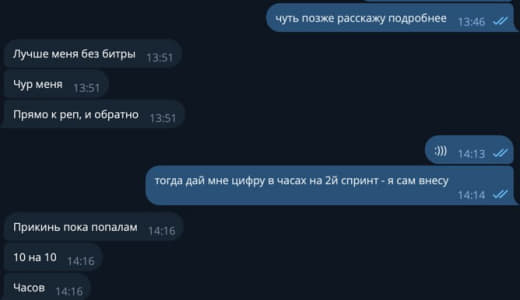 чуть позже расскажу подробнее 13:46
Лучше меня без битры 13:51
Чур меня 13:51
Прямо к реп, и обратно 13:51
:))) 14:13
тогда дай мне цифру в часах на 2й спринт - я сам внесу
14:14
Прикинь пока попалам 14:16
10 на 10 14:16
Часов 14:16